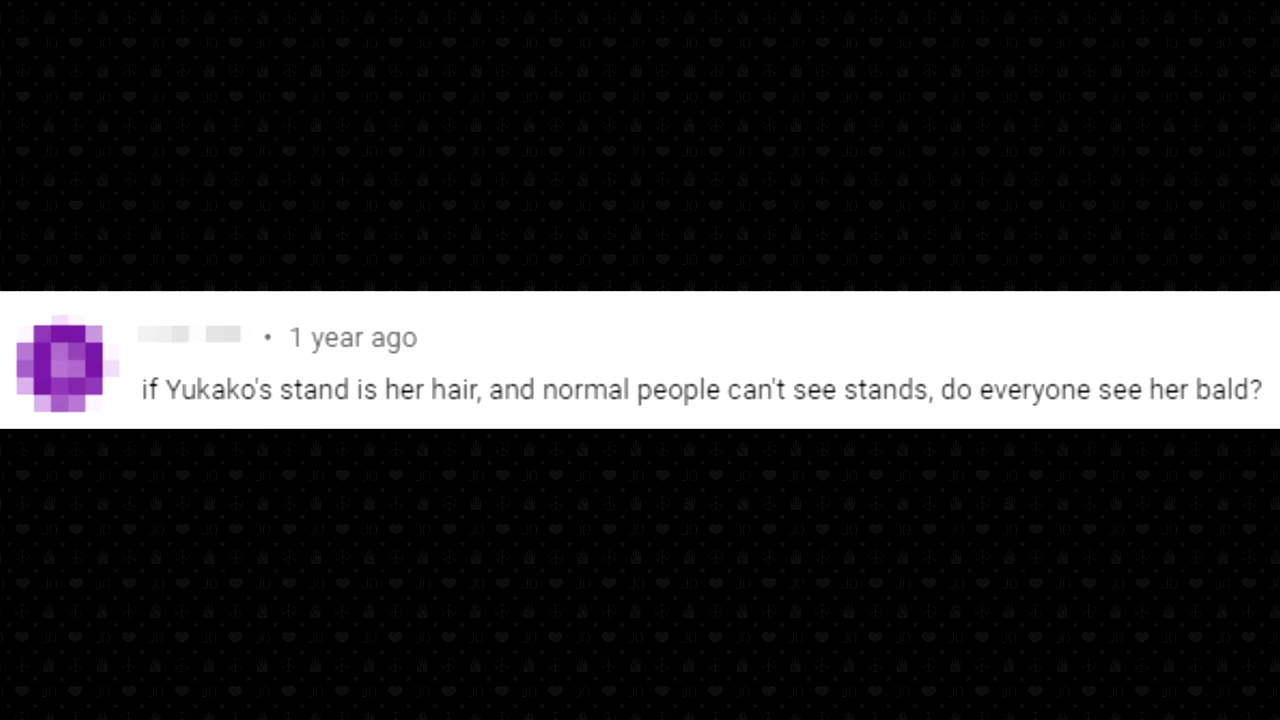 • 1 year ago
if Yukako's stand is her hair, and normal people can't see stands, do everyone see her bald?